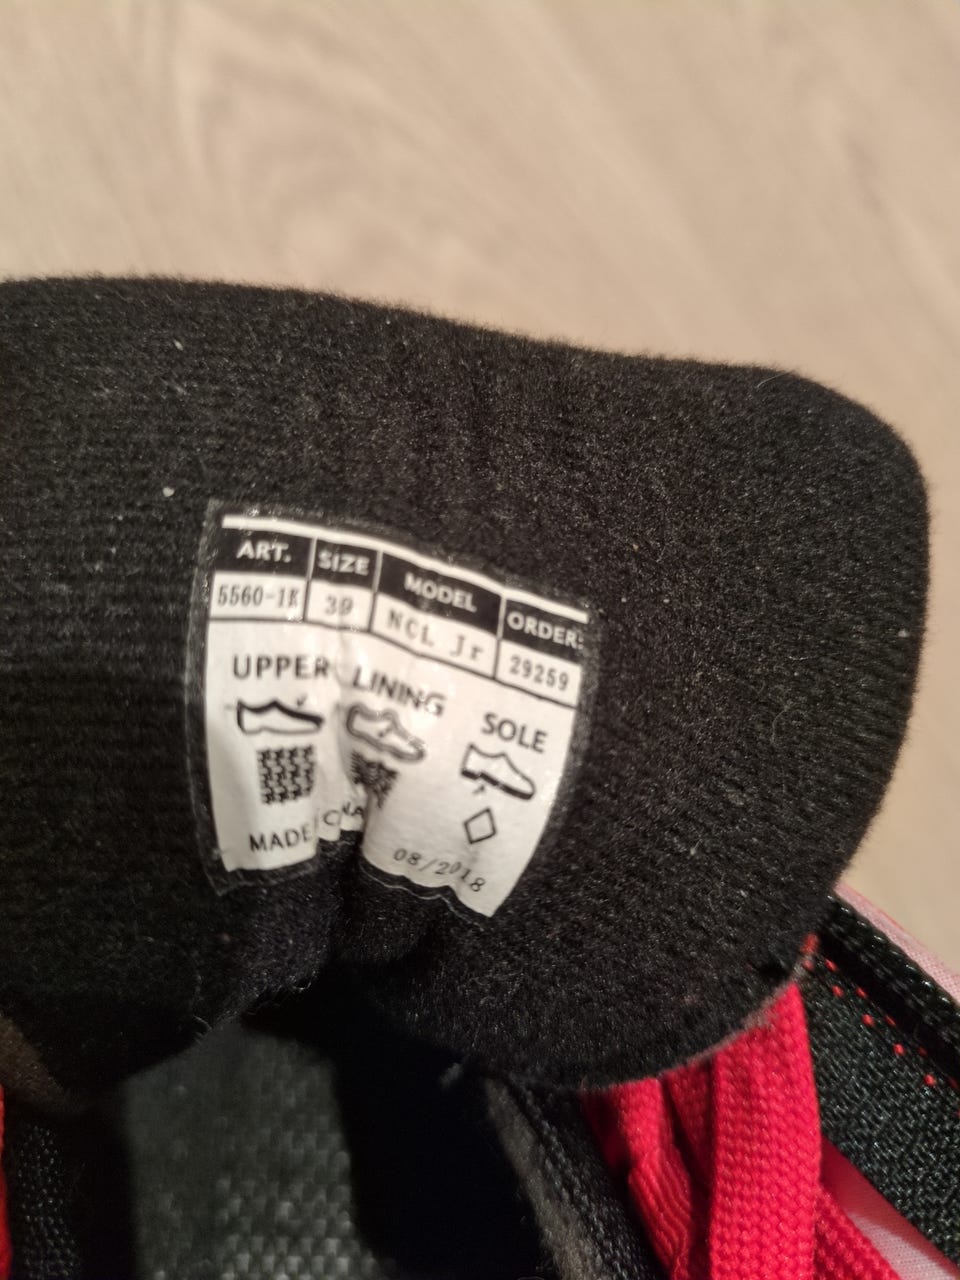 ART. SIZE MODEL ORDER:
5560-1K 39 NCL Jr 29259
UPPER LINING SOLE
MADE
08/2018